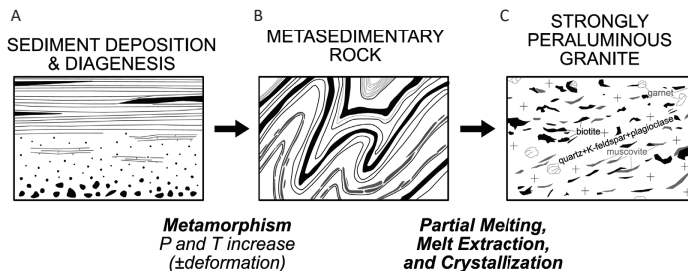 A
SEDIMENT DEPOSITION
& DIAGENESIS
B
METASEDIMENTARY
ROCK
C
STRONGLY
PERALUMINOUS
GRANITE
garnet
biotite
quartz+K-feldspar+plagioclase
muscovite
Metamorphism
P and T increase
(±deformation)
Partial Melting,
Melt Extraction,
and Crystallization